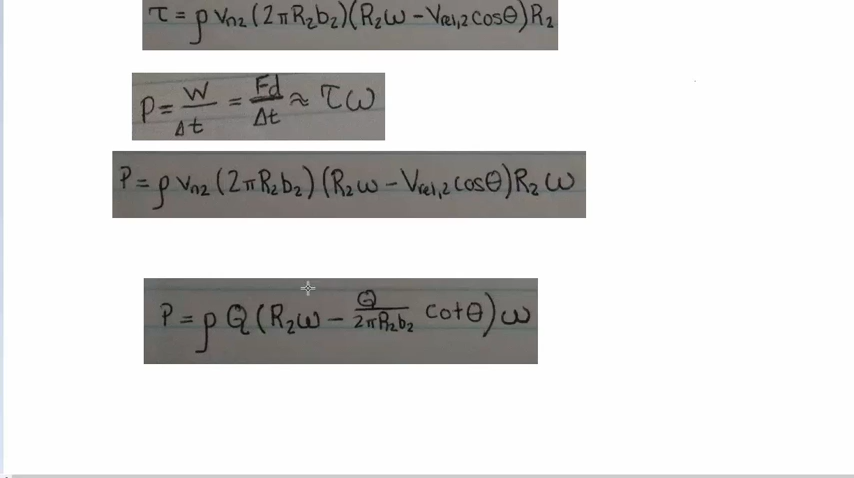 τ = ρ Vn2 (2πR2b2)(R2ω − Vrel,2 cosθ)R2
P = W/Δt = Fd/Δt ≈ τω
P = ρ Vn2 (2πR2b2)(R2ω − Vrel,2 cosθ)R2 ω
P = ρ Q (R2ω − Q/2πR2b2 cotθ) ω